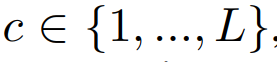 c ∈ {1, ..., L},